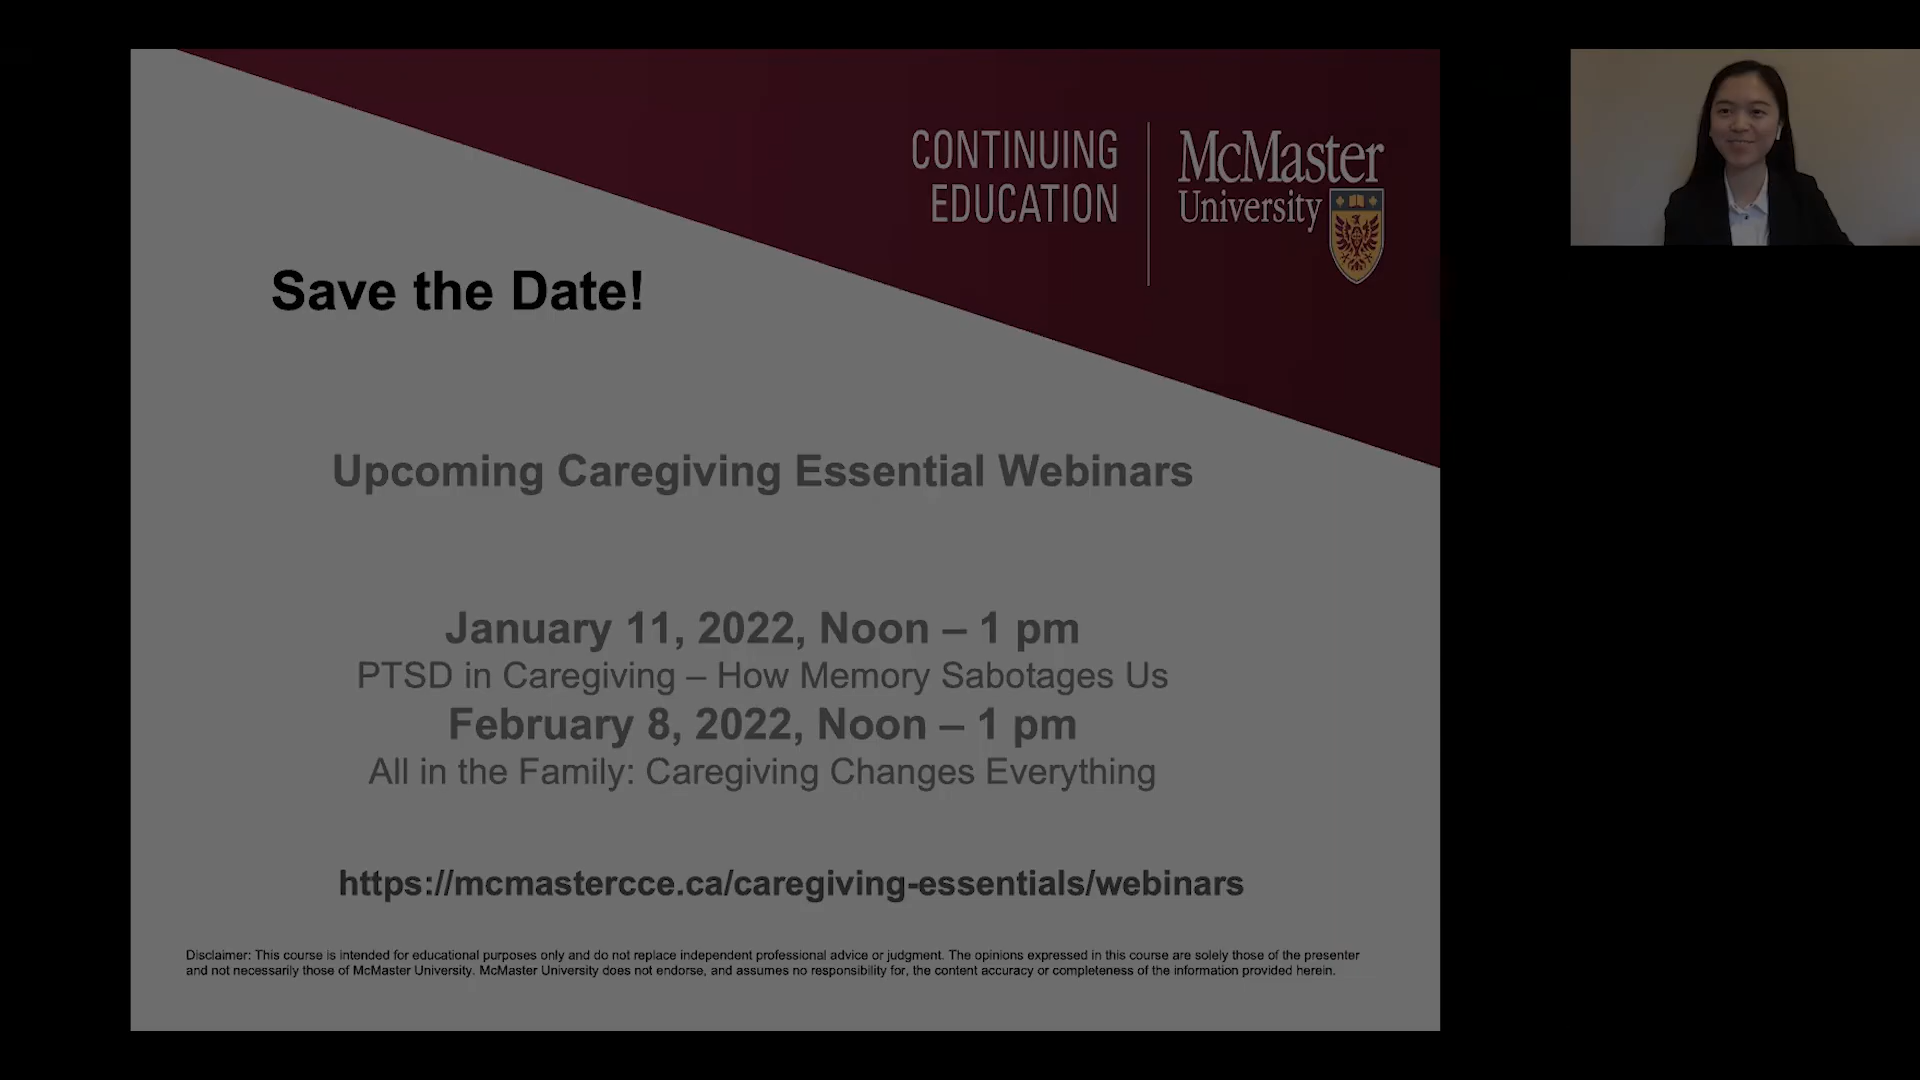 CONTINUING
EDUCATION
McMaster
University
Save the Date!
Upcoming Caregiving Essential Webinars
January 11, 2022, Noon – 1 pm
PTSD in Caregiving – How Memory Sabotages Us
February 8, 2022, Noon – 1 pm
All in the Family: Caregiving Changes Everything
https://mcmastercce.ca/caregiving-essentials/webinars
Disclaimer: This course is intended for educational purposes only and do not replace independent professional advice or judgment. The opinions expressed in this course are solely those of the presenter
and not necessarily those of McMaster University. McMaster University does not endorse, and assumes no responsibility for, the content accuracy or completeness of the information provided herein.